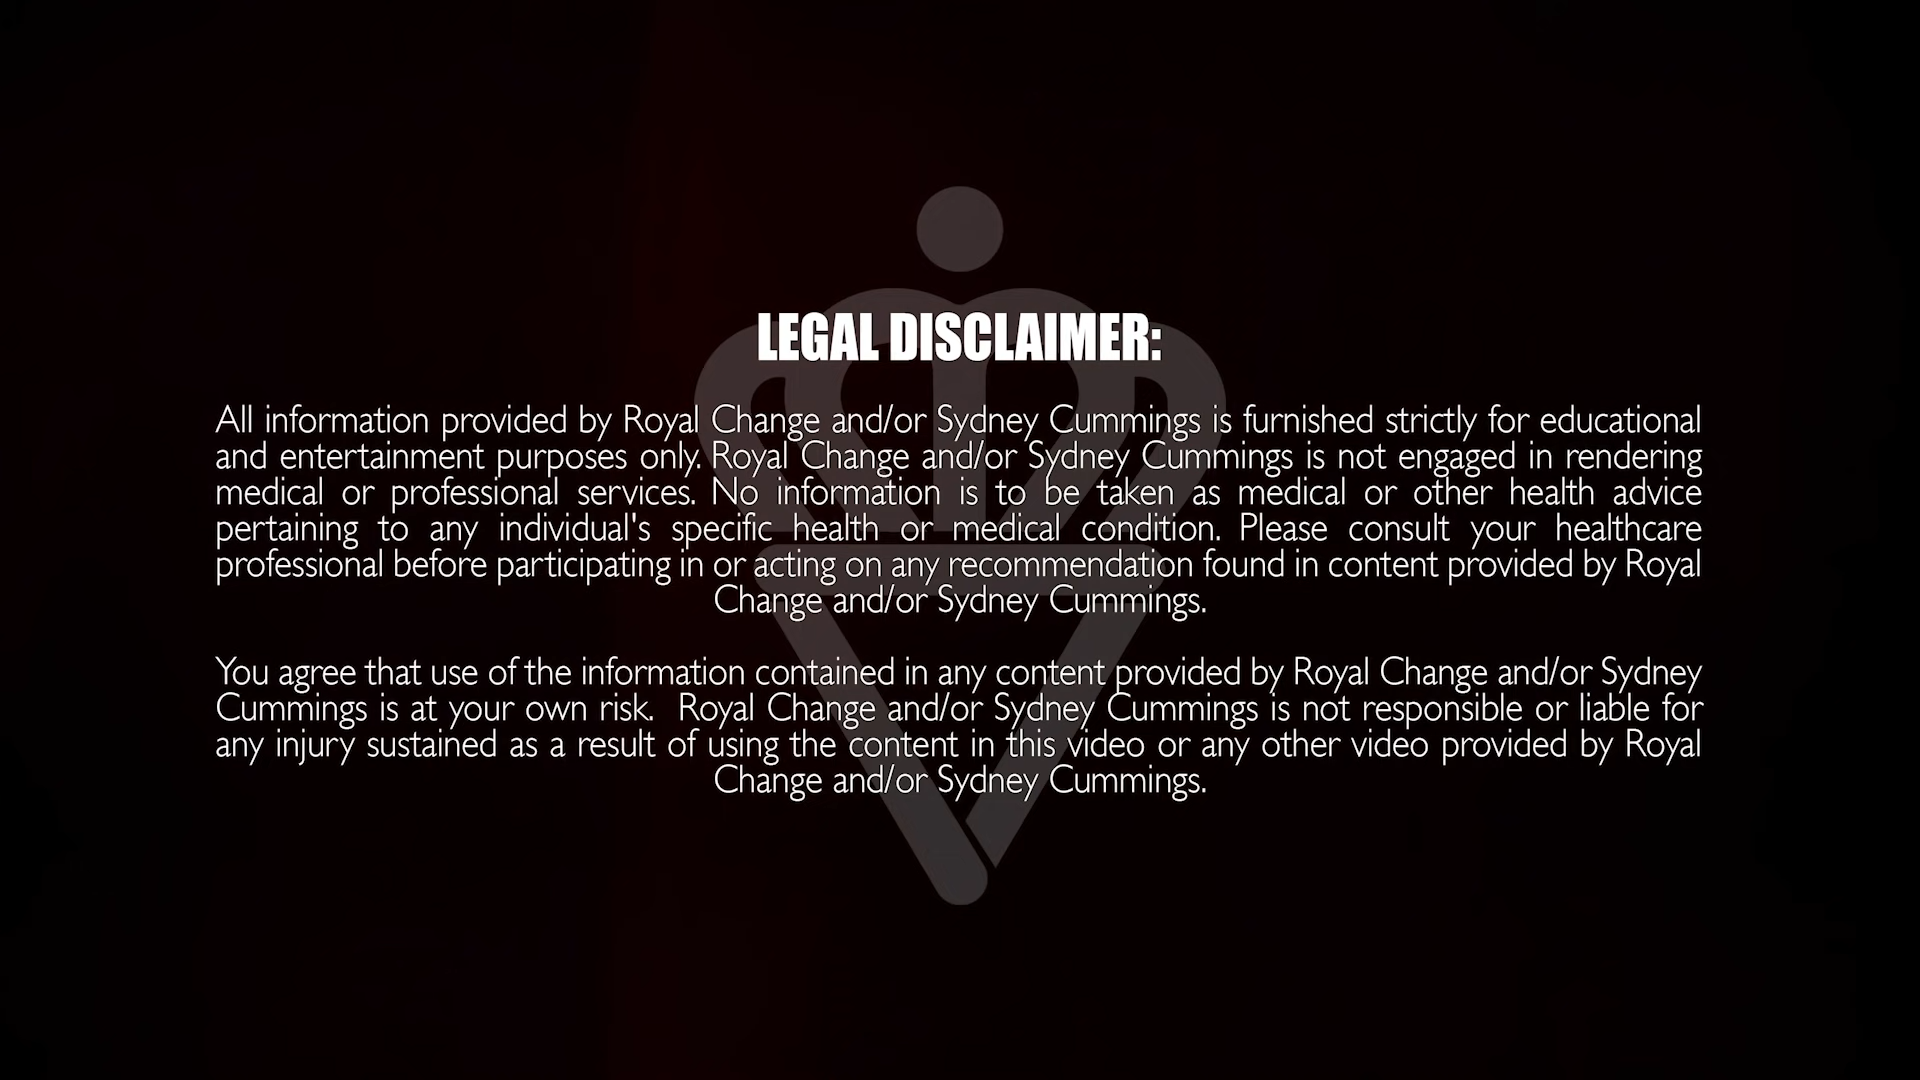 LEGAL DISCLAIMER:
All information provided by Royal Change and/or Sydney Cummings is furnished strictly for educational
and entertainment purposes only. Royal Change and/or Sydney Cummings is not engaged in rendering
medical or professional services. No information is to be taken as medical or other health advice
pertaining to any individual's specific health or medical condition. Please consult your healthcare
professional before participating in or acting on any recommendation found in content provided by Royal
Change and/or Sydney Cummings.
You agree that use of the information contained in any content provided by Royal Change and/or Sydney
Cummings is at your own risk.  Royal Change and/or Sydney Cummings is not responsible or liable for
any injury sustained as a result of using the content in this video or any other video provided by Royal
Change and/or Sydney Cummings.